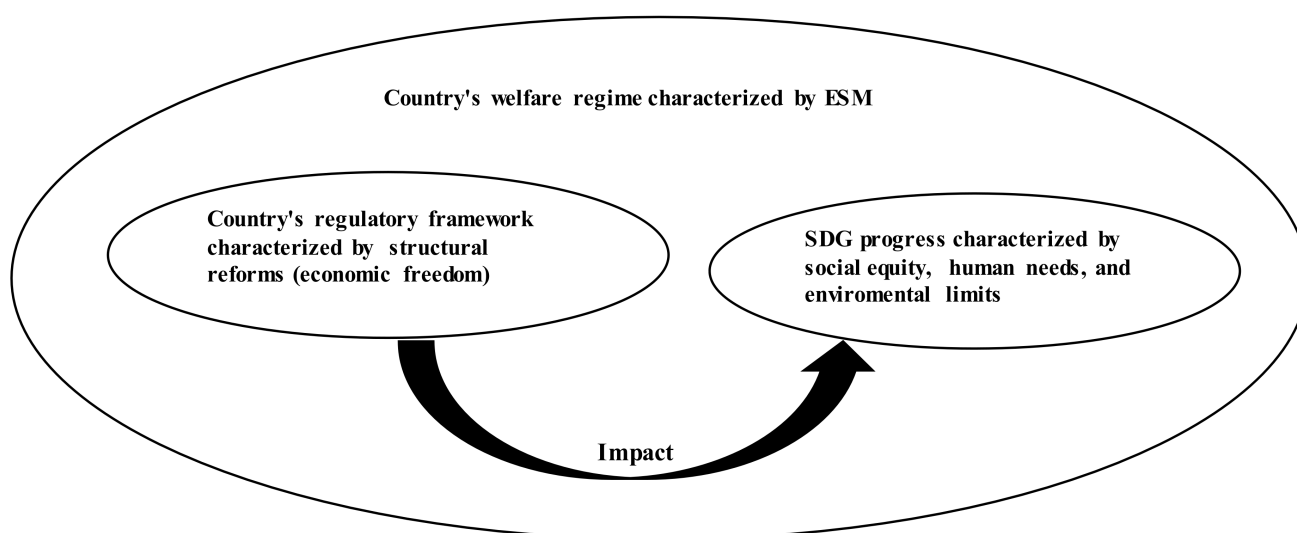 Country's welfare regime characterized by ESM
Country's regulatory framework
characterized by structural
reforms (economic freedom)
SDG progress characterized by
social equity, human needs, and
enviromental limits
Impact